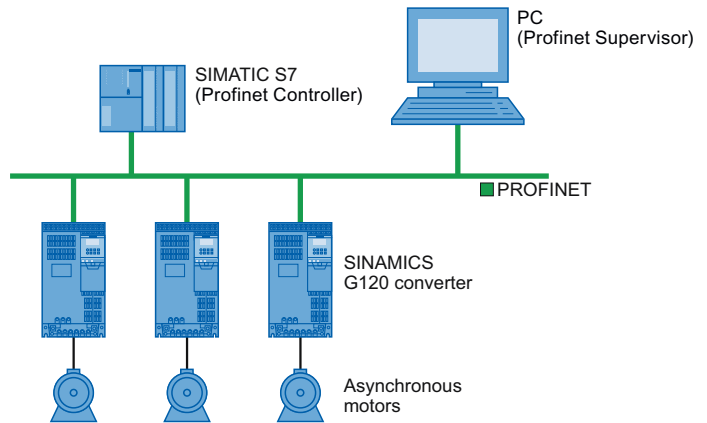 PC
(Profinet Supervisor)
SIMATIC S7
(Profinet Controller)
PROFINET
SINAMICS
G120 converter
Asynchronous
motors